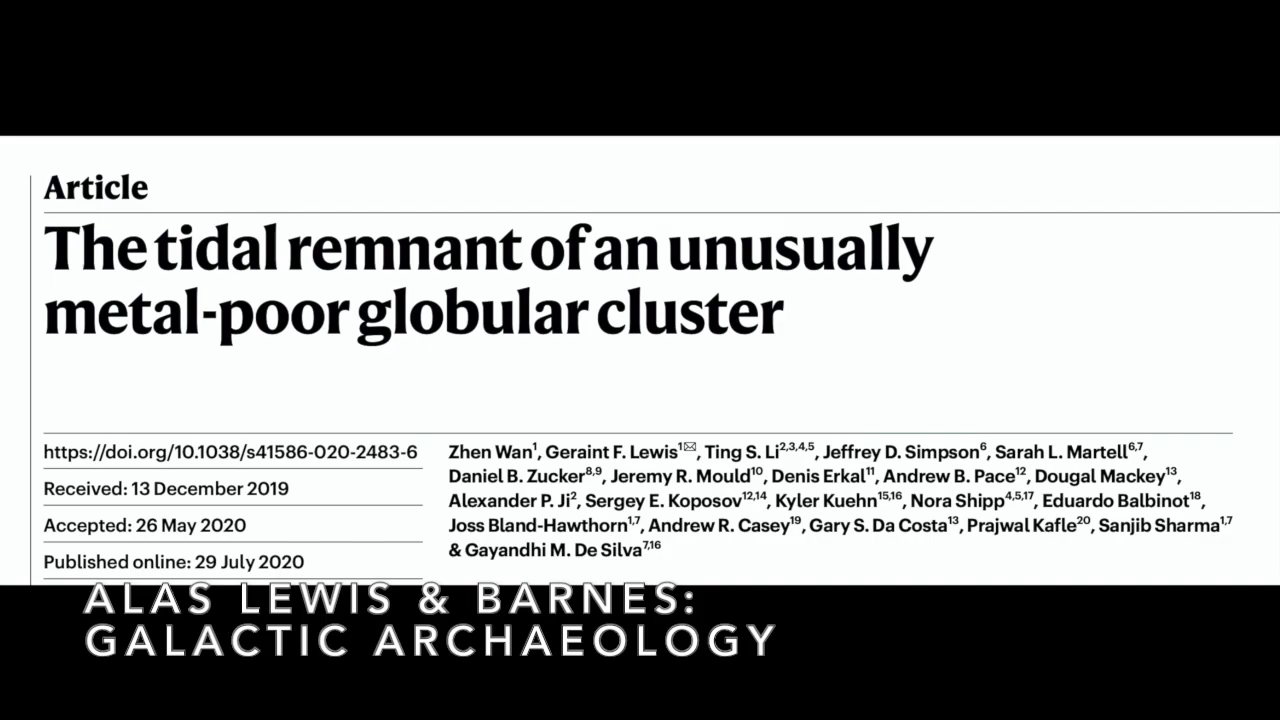 Article
The tidal remnant of an unusually
metal-poor globular cluster
https://doi.org/10.1038/s41586-020-2483-6
Received: 13 December 2019
Accepted: 26 May 2020
Published online: 29 July 2020
Zhen Wan1, Geraint F. Lewis1✉, Ting S. Li2,3,4,5, Jeffrey D. Simpson6, Sarah L. Martell6,7,
Daniel B. Zucker8,9, Jeremy R. Mould10, Denis Erkal11, Andrew B. Pace12, Dougal Mackey13,
Alexander P. Ji2, Sergey E. Koposov12,14, Kyler Kuehn15,16, Nora Shipp4,5,17, Eduardo Balbinot18,
Joss Bland-Hawthorn1,7, Andrew R. Casey19, Gary S. Da Costa13, Prajwal Kafle20, Sanjib Sharma1,7
& Gayandhi M. De Silva7,16
ALAS LEWIS & BARNES:
GALACTIC ARCHAEOLOGY